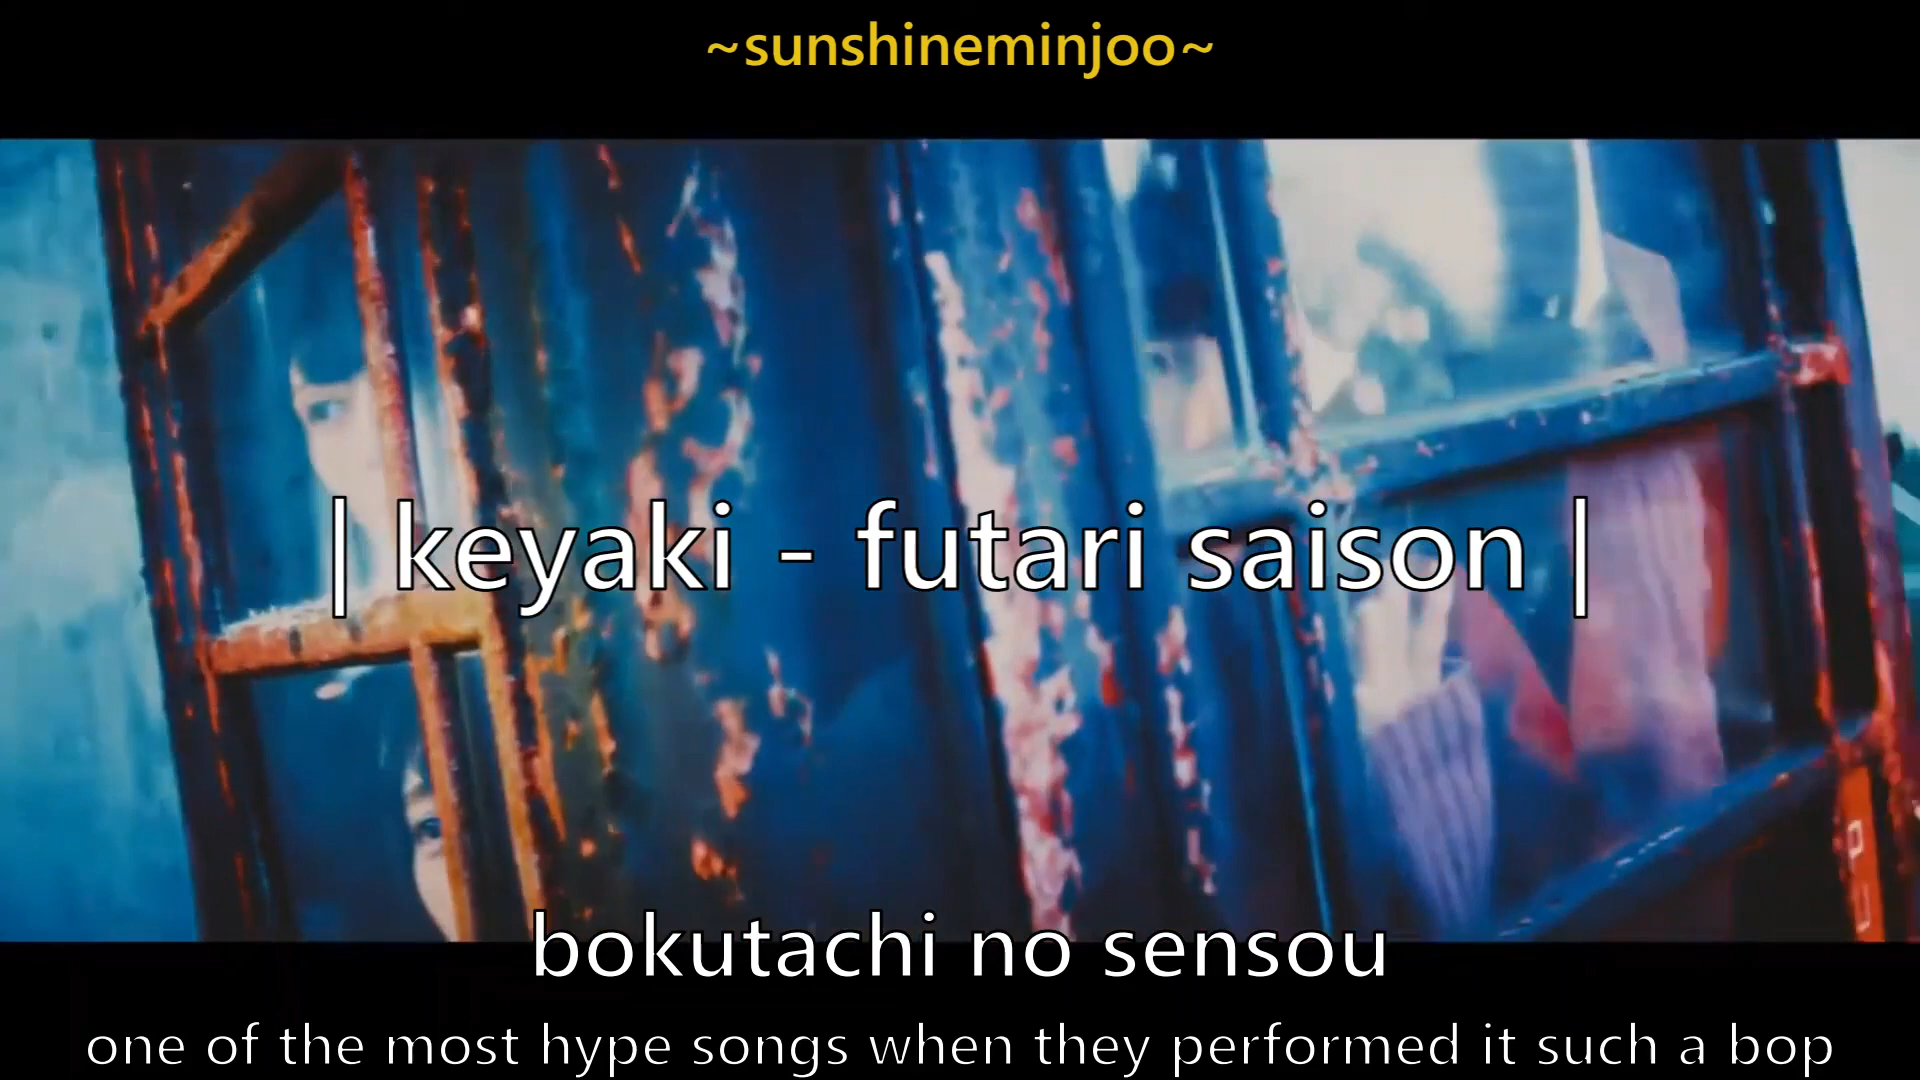 ~sunshineminjoo~
| keyaki - futari saison |
bokutachi no sensou
one of the most hype songs when they performed it such a bop